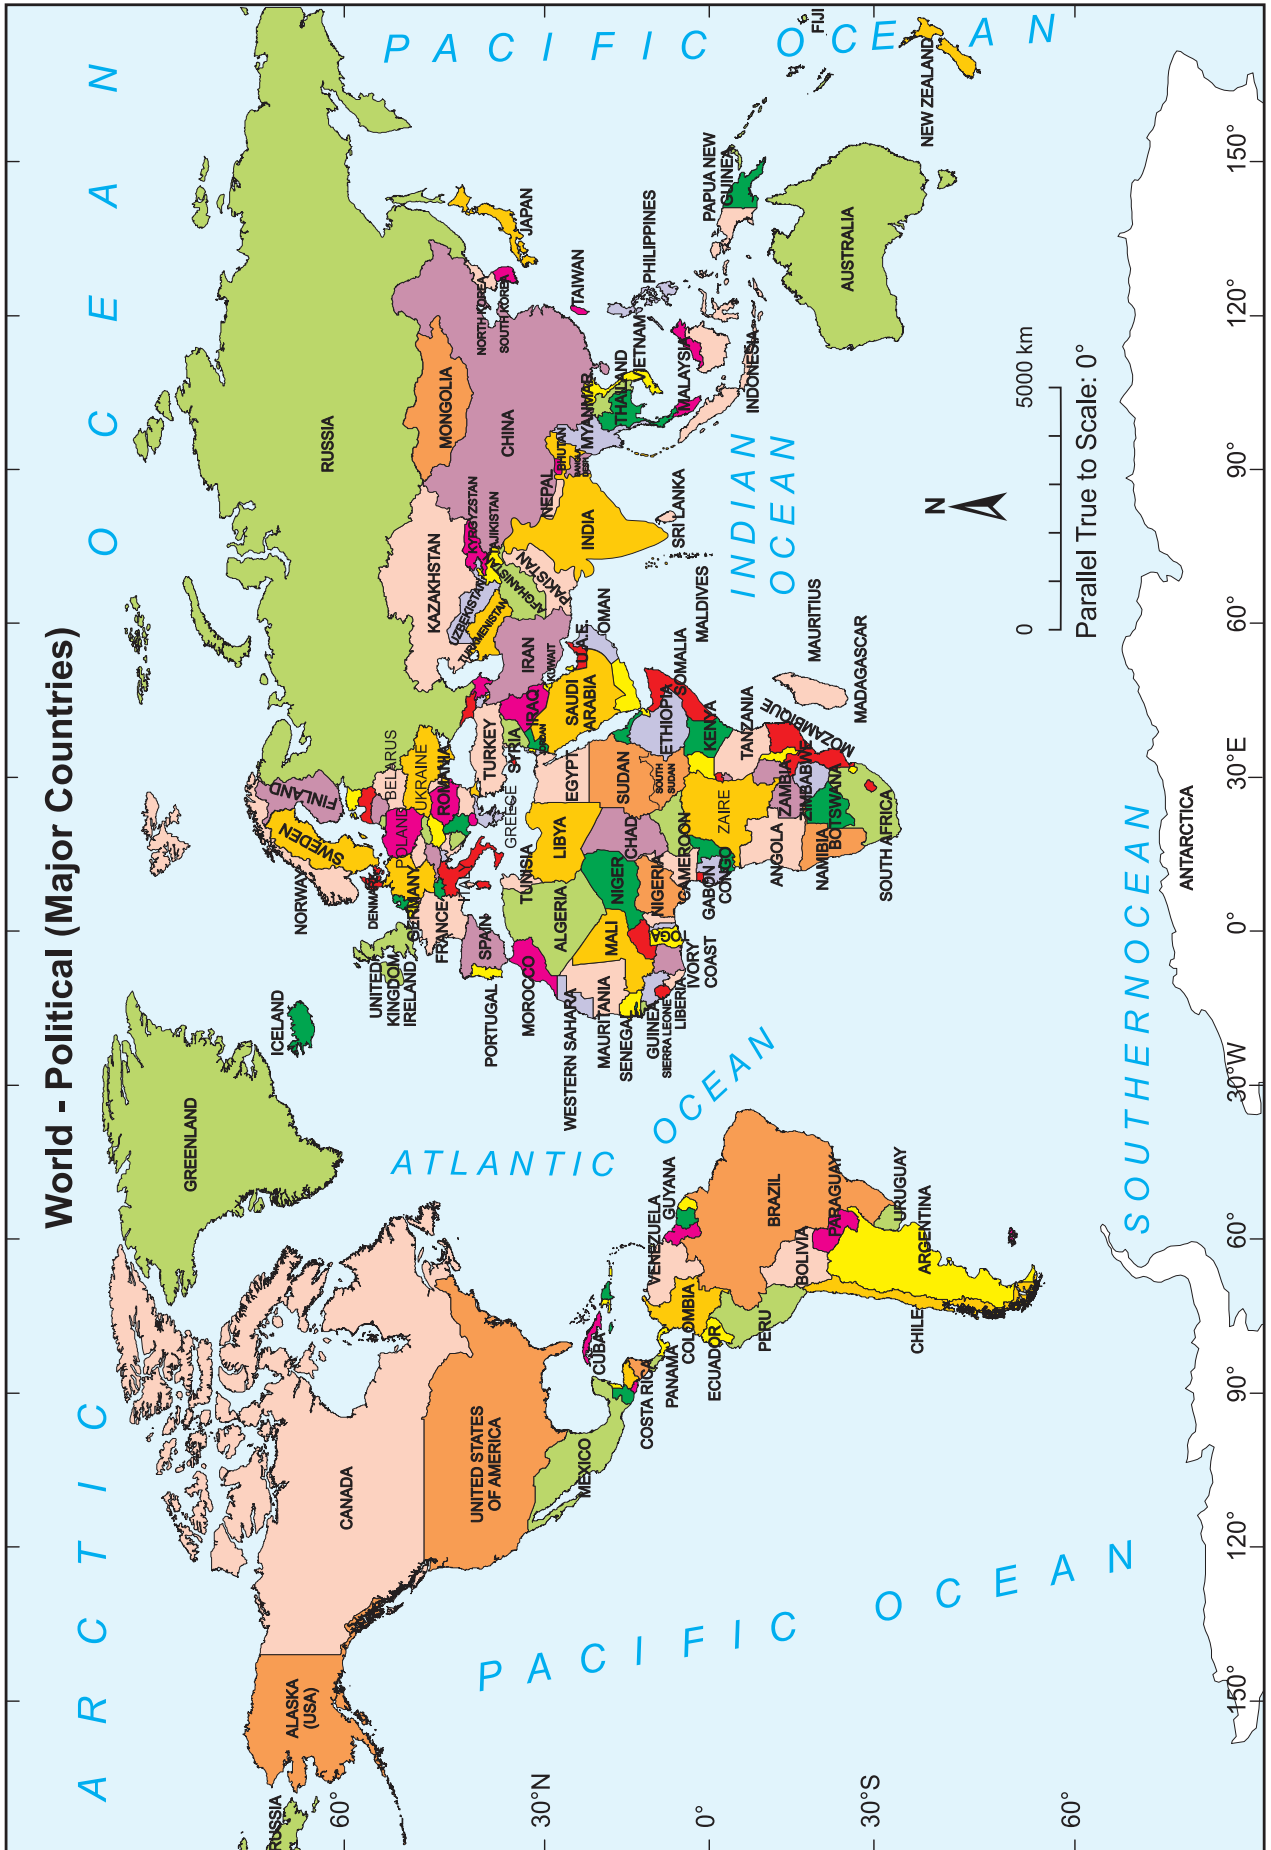 World - Political (Major Countries)
ARCTIC OCEAN
RUSSIA
ALASKA
(USA)
CANADA
GREENLAND
ICELAND
UNITED STATES
OF AMERICA
MEXICO
CUBA
COSTA RIC
PANAMA
COLOMBIA
ECUADOR
VENEZUELA
GUYANA
PERU
BRAZIL
BOLIVIA
PARAGUAY
CHILE
ARGENTINA
URUGUAY
ATLANTIC
OCEAN
PACIFIC OCEAN
NORWAY
SWEDEN
FINLAND
DENMARK
UNITED
KINGDOM
IRELAND
GERMANY
POLAND
BELARUS
UKRAINE
ROMANIA
FRANCE
SPAIN
PORTUGAL
ITAL
GREECE
TURKEY
SYRIA
IRAQ
JORDAN
KUWAIT
IRAN
SAUDI
ARABIA
U.A.E.
OMAN
RUSSIA
KAZAKHSTAN
UZBEKISTAN
TURKMENISTAN
KYRGYZSTAN
TAJIKISTAN
AFGHANISTAN
PAKISTAN
MONGOLIA
CHINA
NORTH KOREA
SOUTH KOREA
JAPAN
TAIWAN
NEPAL
BHUTAN
INDIA
SRI LANKA
MALDIVES
MYANMAR
THAILAND
VIETNAM
PHILIPPINES
MALAYSIA
INDONESIA
PAPUA NEW
GUINEA
AUSTRALIA
NEW ZEALAND
FIJI
PACIFIC OCEAN
MOROCCO
WESTERN SAHARA
ALGERIA
TUNISIA
LIBYA
EGYPT
MAURITANIA
MALI
NIGER
CHAD
SUDAN
SOUTH
SUDAN
ETHIOPIA
SOMALIA
SENEGAL
GUINEA
SIERRA LEONE
LIBERIA
IVORY
COAST
TOGA
NIGERIA
CAMEROON
GABON
CONGO
ZAIRE
KENYA
TANZANIA
ANGOLA
ZAMBIA
ZIMBABWE
MOZAMBIQUE
NAMIBIA
BOTSWANA
SOUTH AFRICA
MADAGASCAR
MAURITIUS
INDIAN
OCEAN
N
0
5000 km
Parallel True to Scale: 0°
SOUTHERNOCEAN
ANTARCTICA
60°
30°N
0°
30°S
60°
150°
120°
90°
60°
30°W
0°
30°E
60°
90°
120°
150°